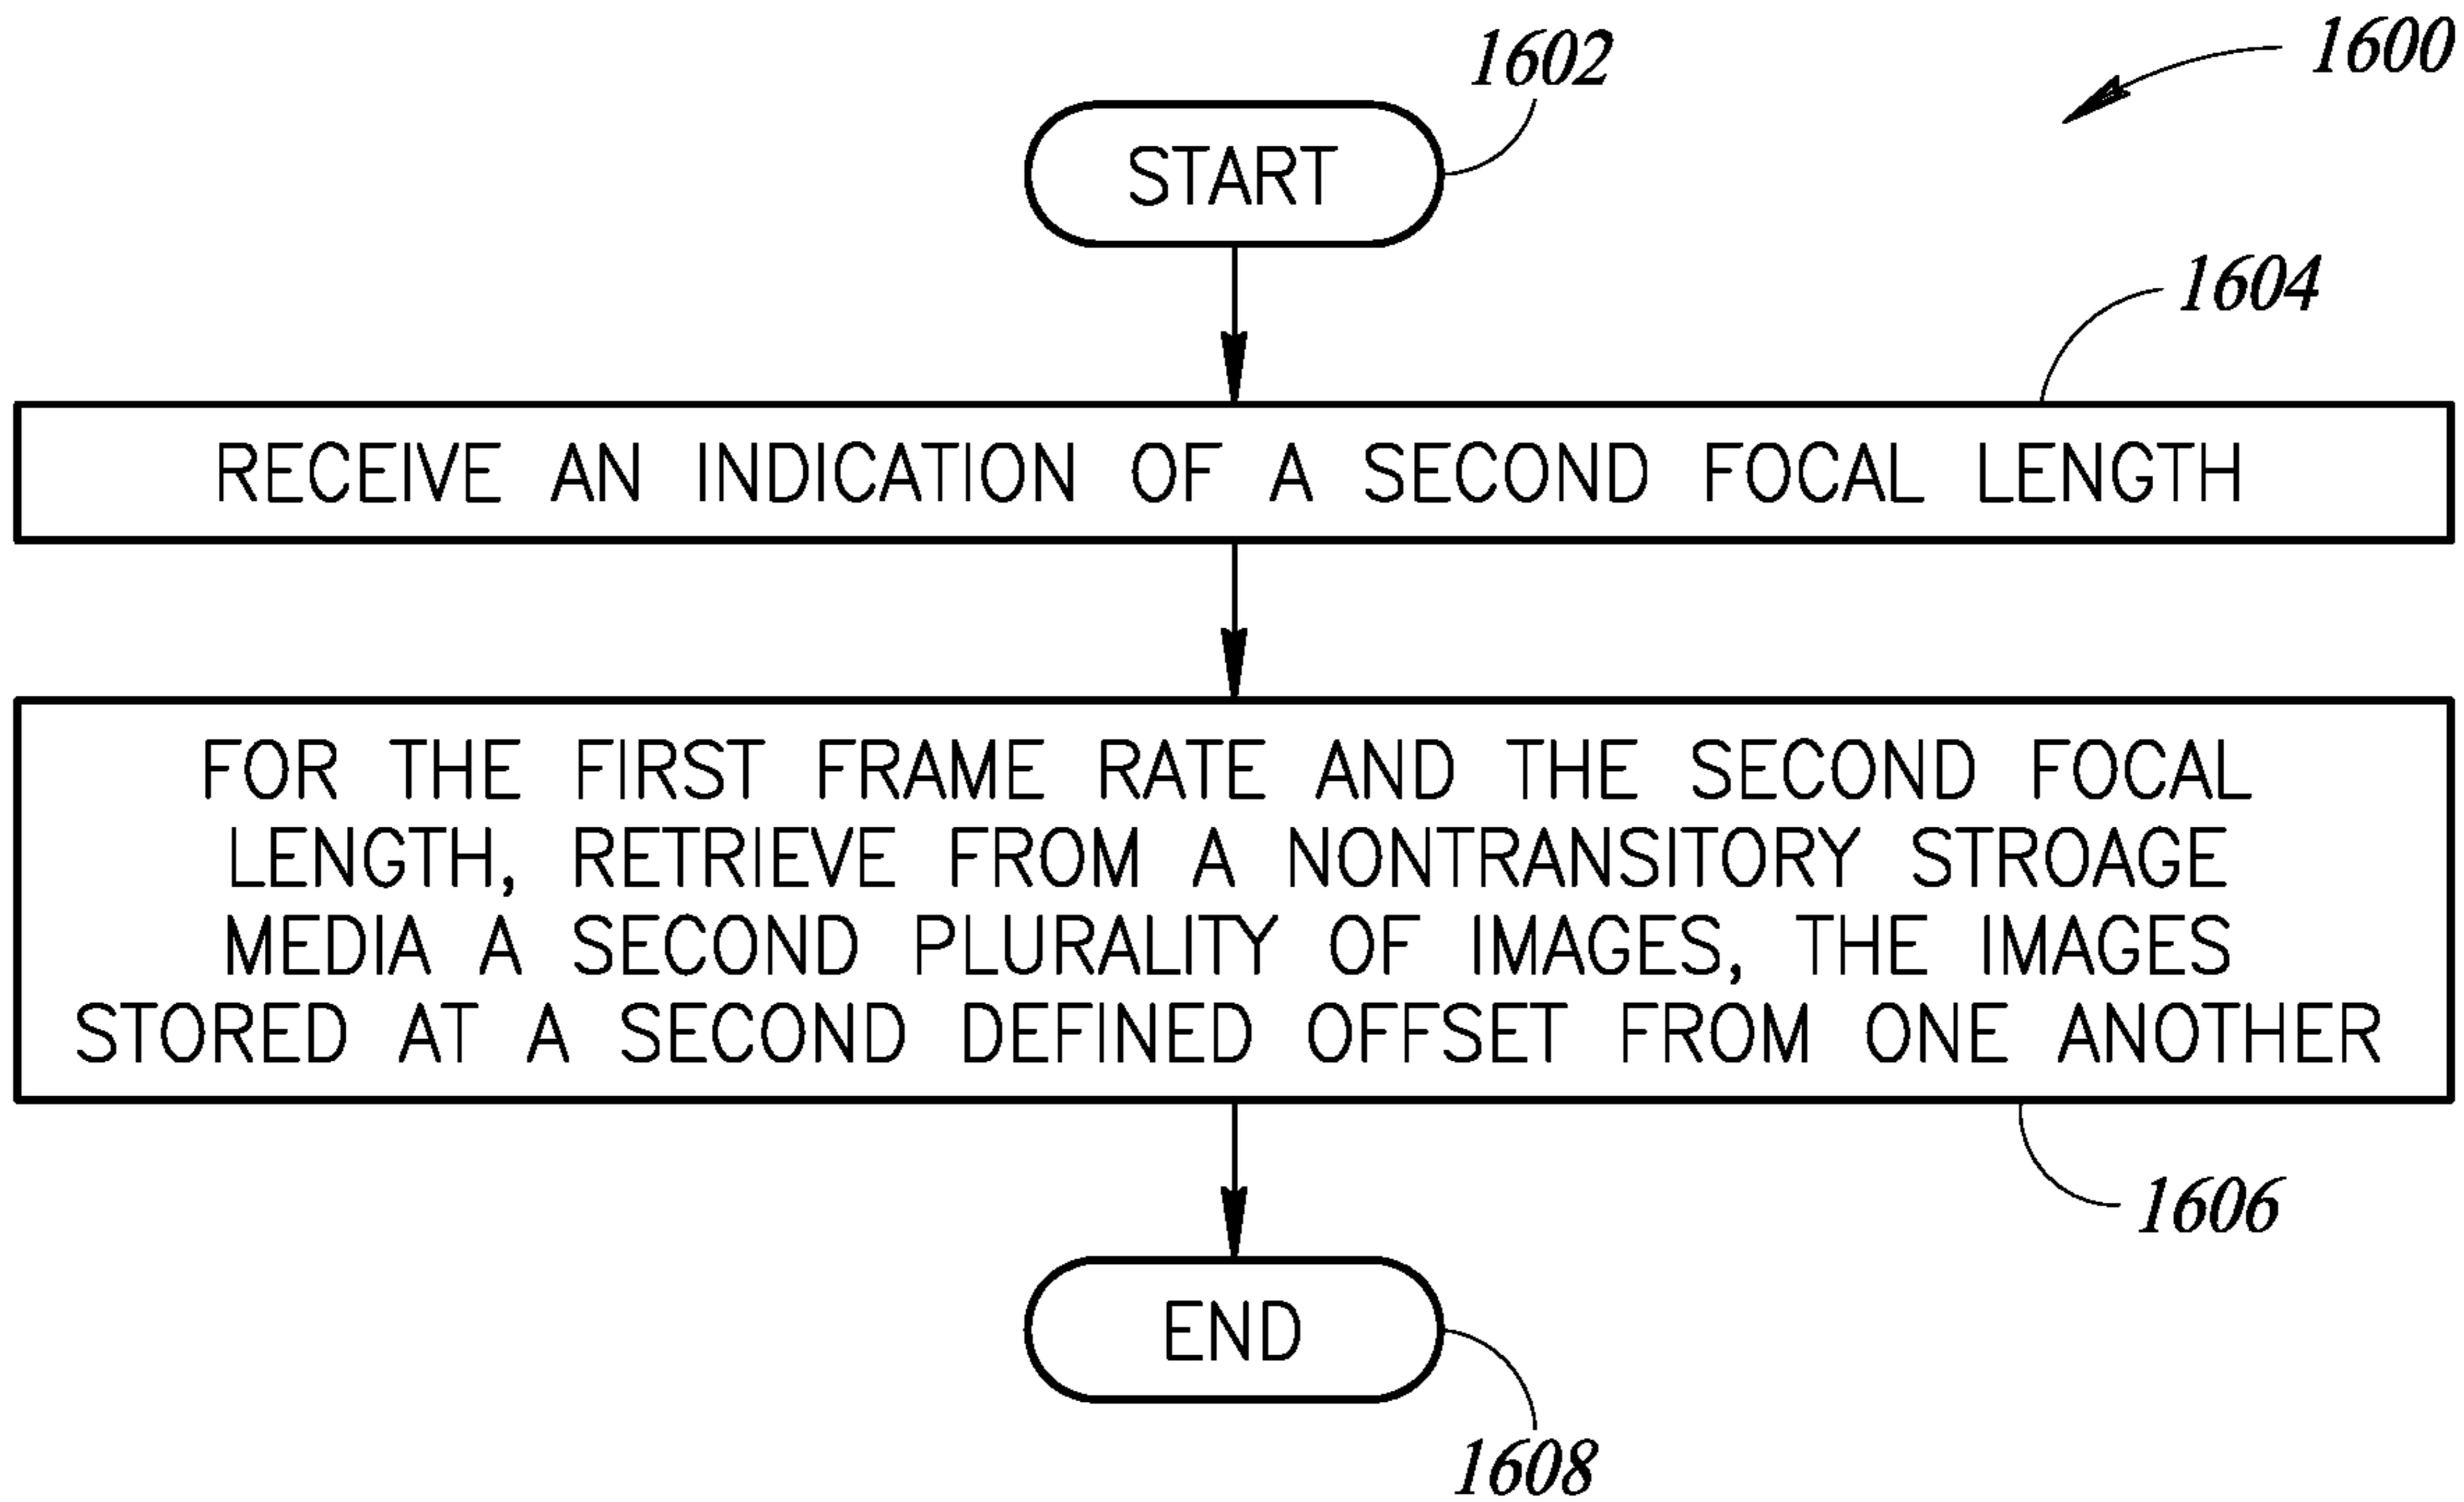 1600
1602
START
1604
RECEIVE AN INDICATION OF A SECOND FOCAL LENGTH
FOR THE FIRST FRAME RATE AND THE SECOND FOCAL
LENGTH, RETRIEVE FROM A NONTRANSITORY STROAGE
MEDIA A SECOND PLURALITY OF IMAGES, THE IMAGES
STORED AT A SECOND DEFINED OFFSET FROM ONE ANOTHER
1606
END
1608